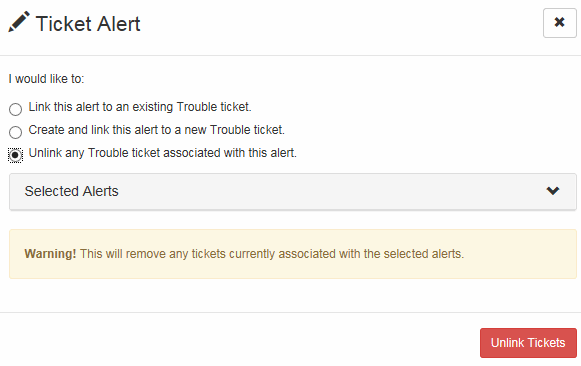 Ticket Alert
I would like to:
Link this alert to an existing Trouble ticket.
Create and link this alert to a new Trouble ticket.
Unlink any Trouble ticket associated with this alert.
Selected Alerts
Warning! This will remove any tickets currently associated with the selected alerts.
Unlink Tickets